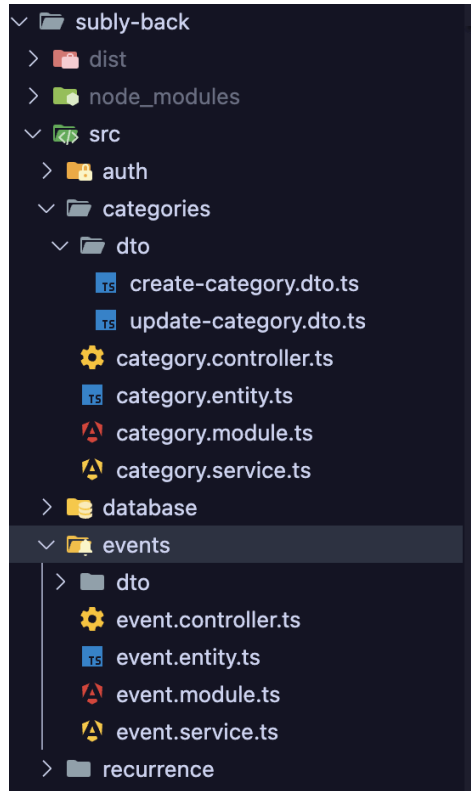 subly-back
dist
node_modules
src
auth
categories
dto
create-category.dto.ts
update-category.dto.ts
category.controller.ts
category.entity.ts
category.module.ts
category.service.ts
database
events
dto
event.controller.ts
event.entity.ts
event.module.ts
event.service.ts
recurrence